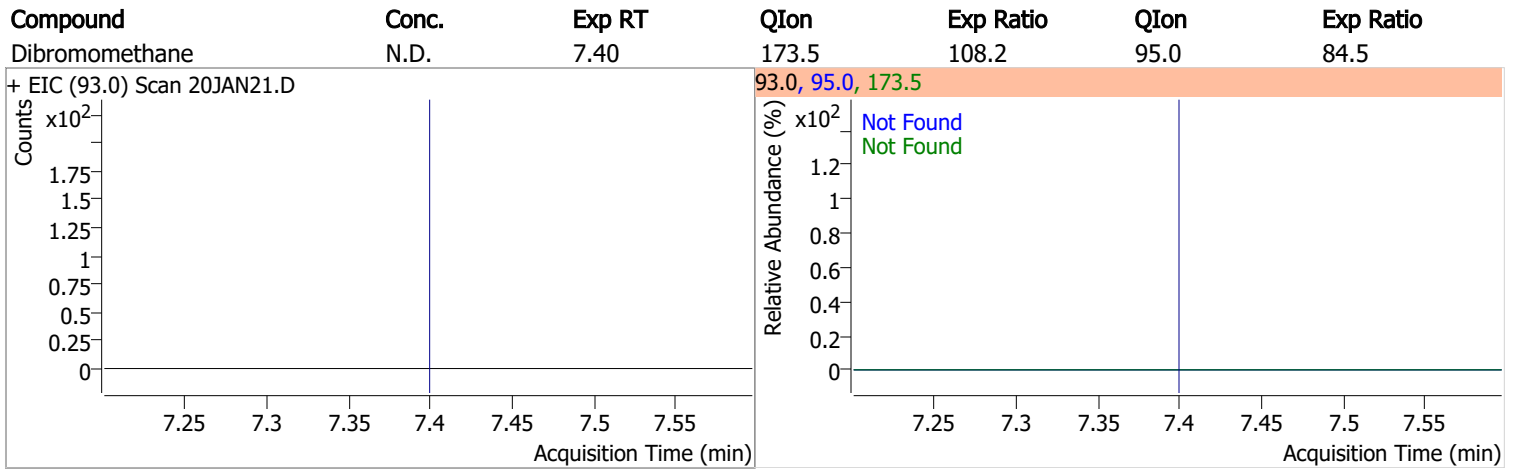 Compound Conc. Exp RT QIon Exp Ratio QIon Exp Ratio
Dibromomethane N.D. 7.40 173.5 108.2 95.0 84.5
+ EIC (93.0) Scan 20JAN21.D
Counts
x10²
1.75
1.5
1.25
1
0.75
0.5
0.25
0
7.25 7.3 7.35 7.4 7.45 7.5 7.55
Acquisition Time (min)
93.0, 95.0, 173.5
Relative Abundance (%)
x10²
Not Found
Not Found
1.2
1
0.8
0.6
0.4
0.2
0
7.25 7.3 7.35 7.4 7.45 7.5 7.55
Acquisition Time (min)